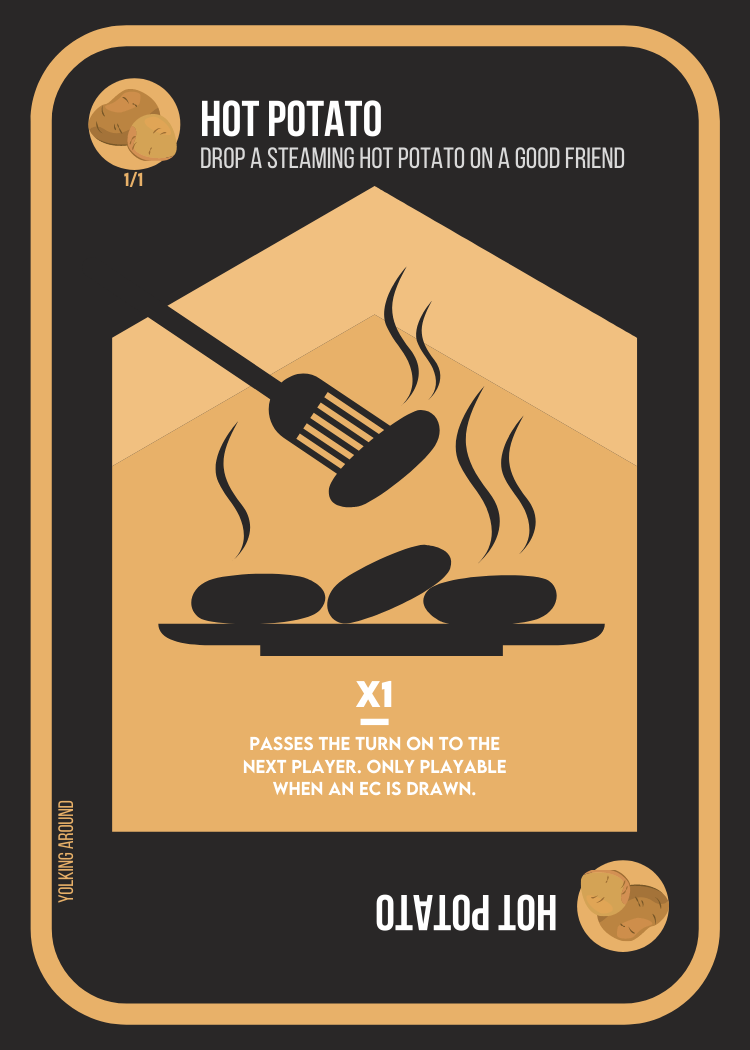 HOT POTATO
DROP A STEAMING HOT POTATO ON A GOOD FRIEND
1/1
X1
PASSES THE TURN ON TO THE
NEXT PLAYER. ONLY PLAYABLE
WHEN AN EC IS DRAWN.
YOLKING AROUND
HOT POTATO